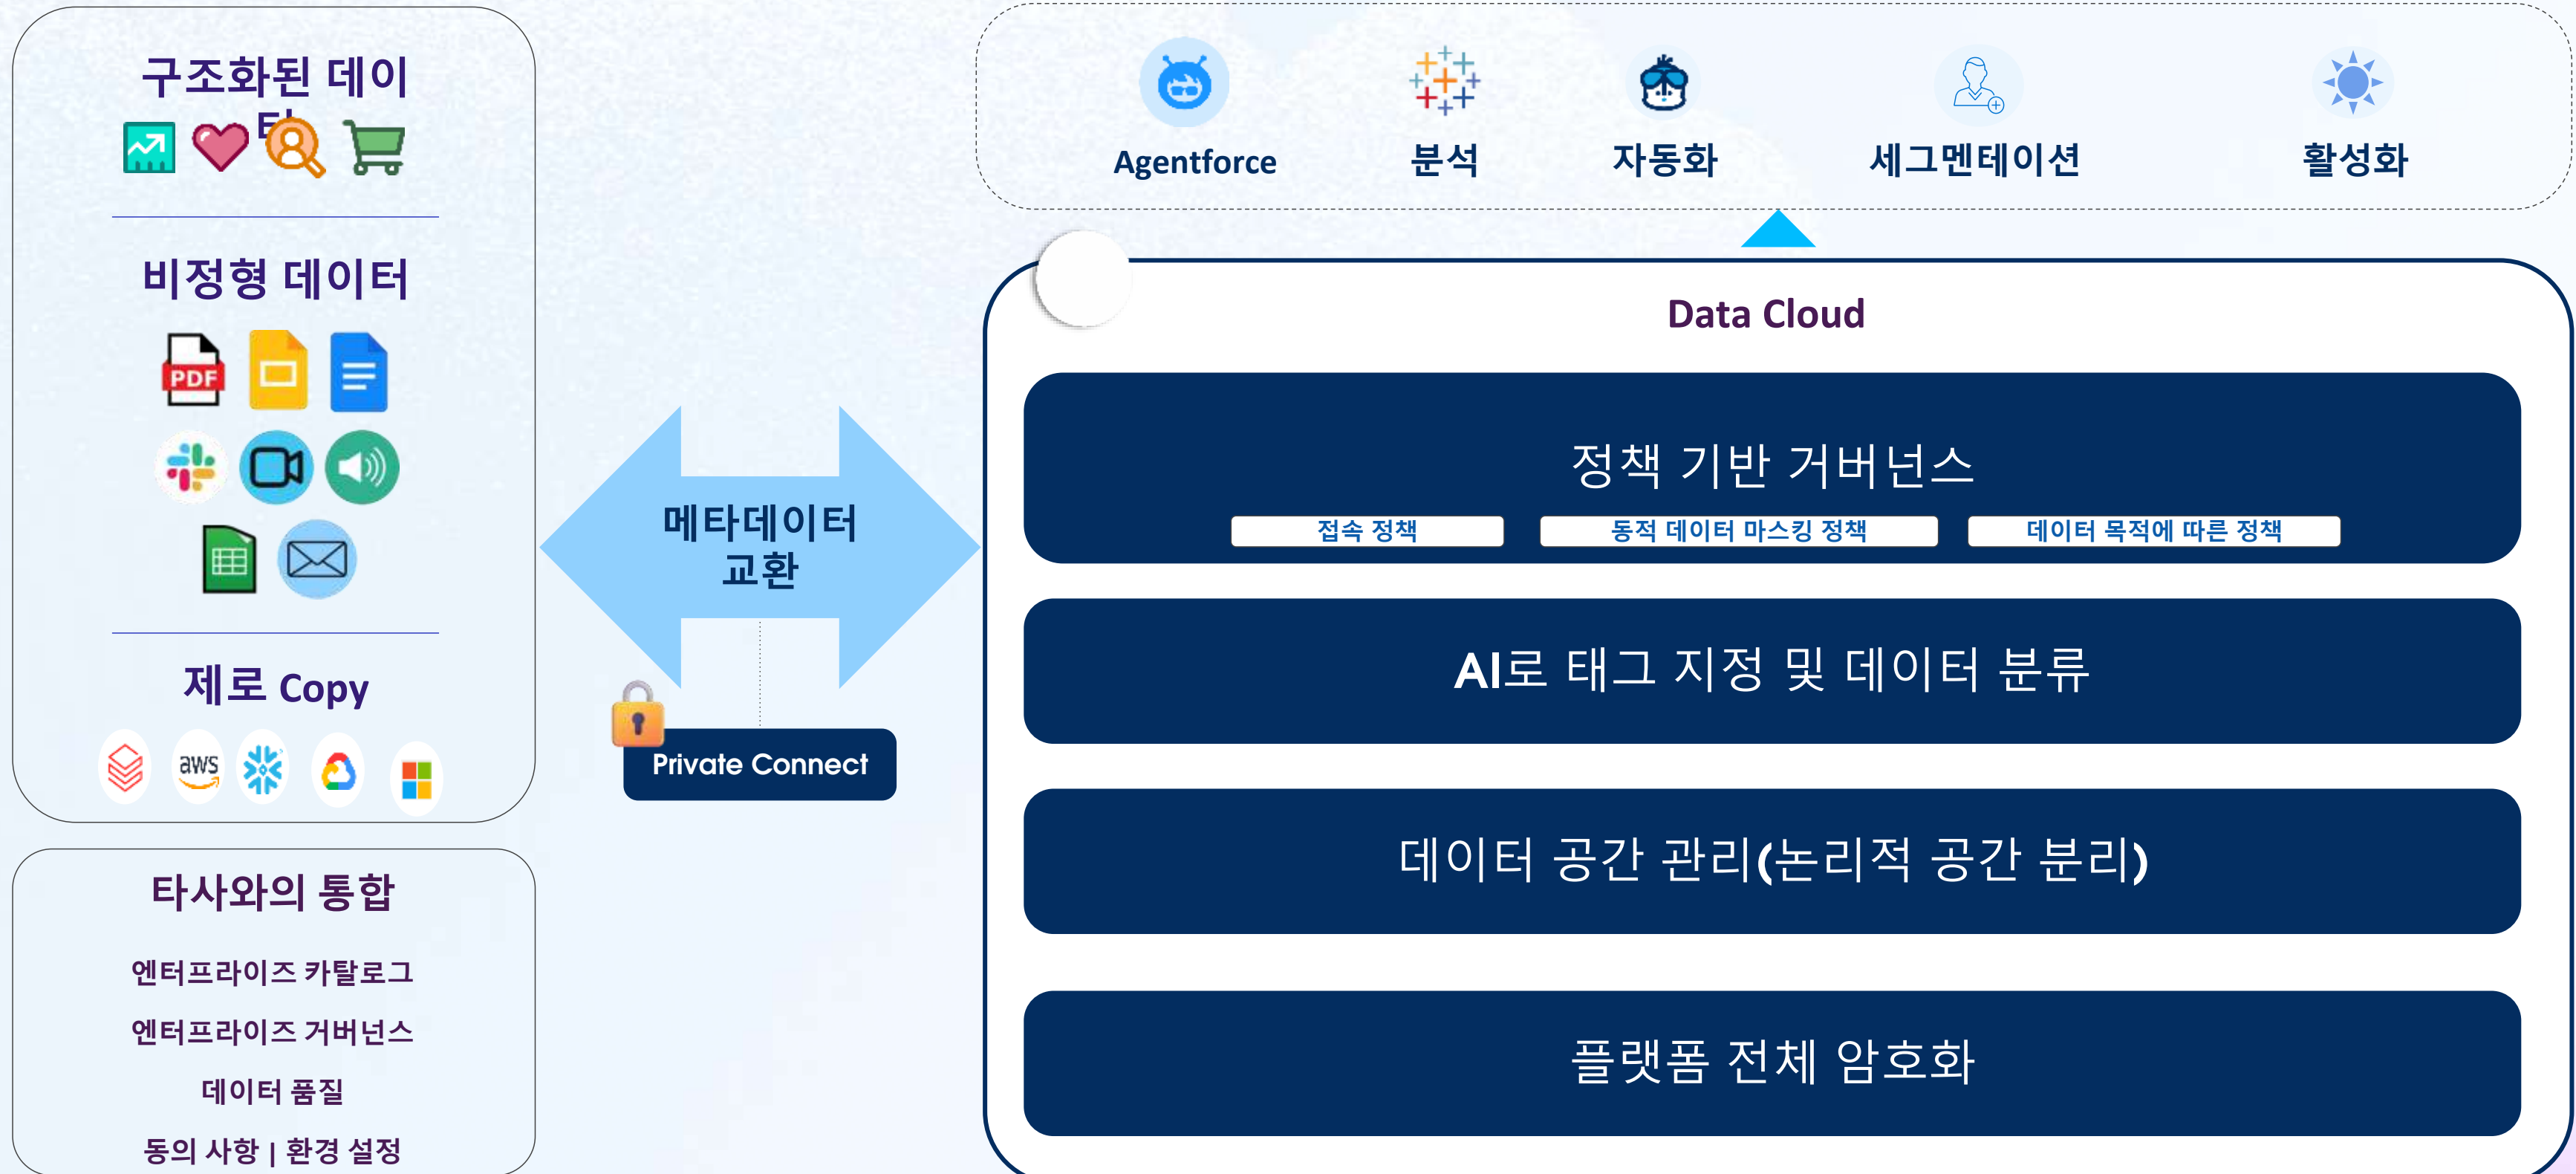 구조화된 데이
터
비정형 데이터
PDF
제로 Copy
aws
타사와의 통합
엔터프라이즈 카탈로그
엔터프라이즈 거버넌스
데이터 품질
동의 사항 | 환경 설정
메타데이터
교환
Private Connect
Agentforce
분석
자동화
세그멘테이션
활성화
Data Cloud
정책 기반 거버넌스
접속 정책
동적 데이터 마스킹 정책
데이터 목적에 따른 정책
AI로 태그 지정 및 데이터 분류
데이터 공간 관리(논리적 공간 분리)
플랫폼 전체 암호화